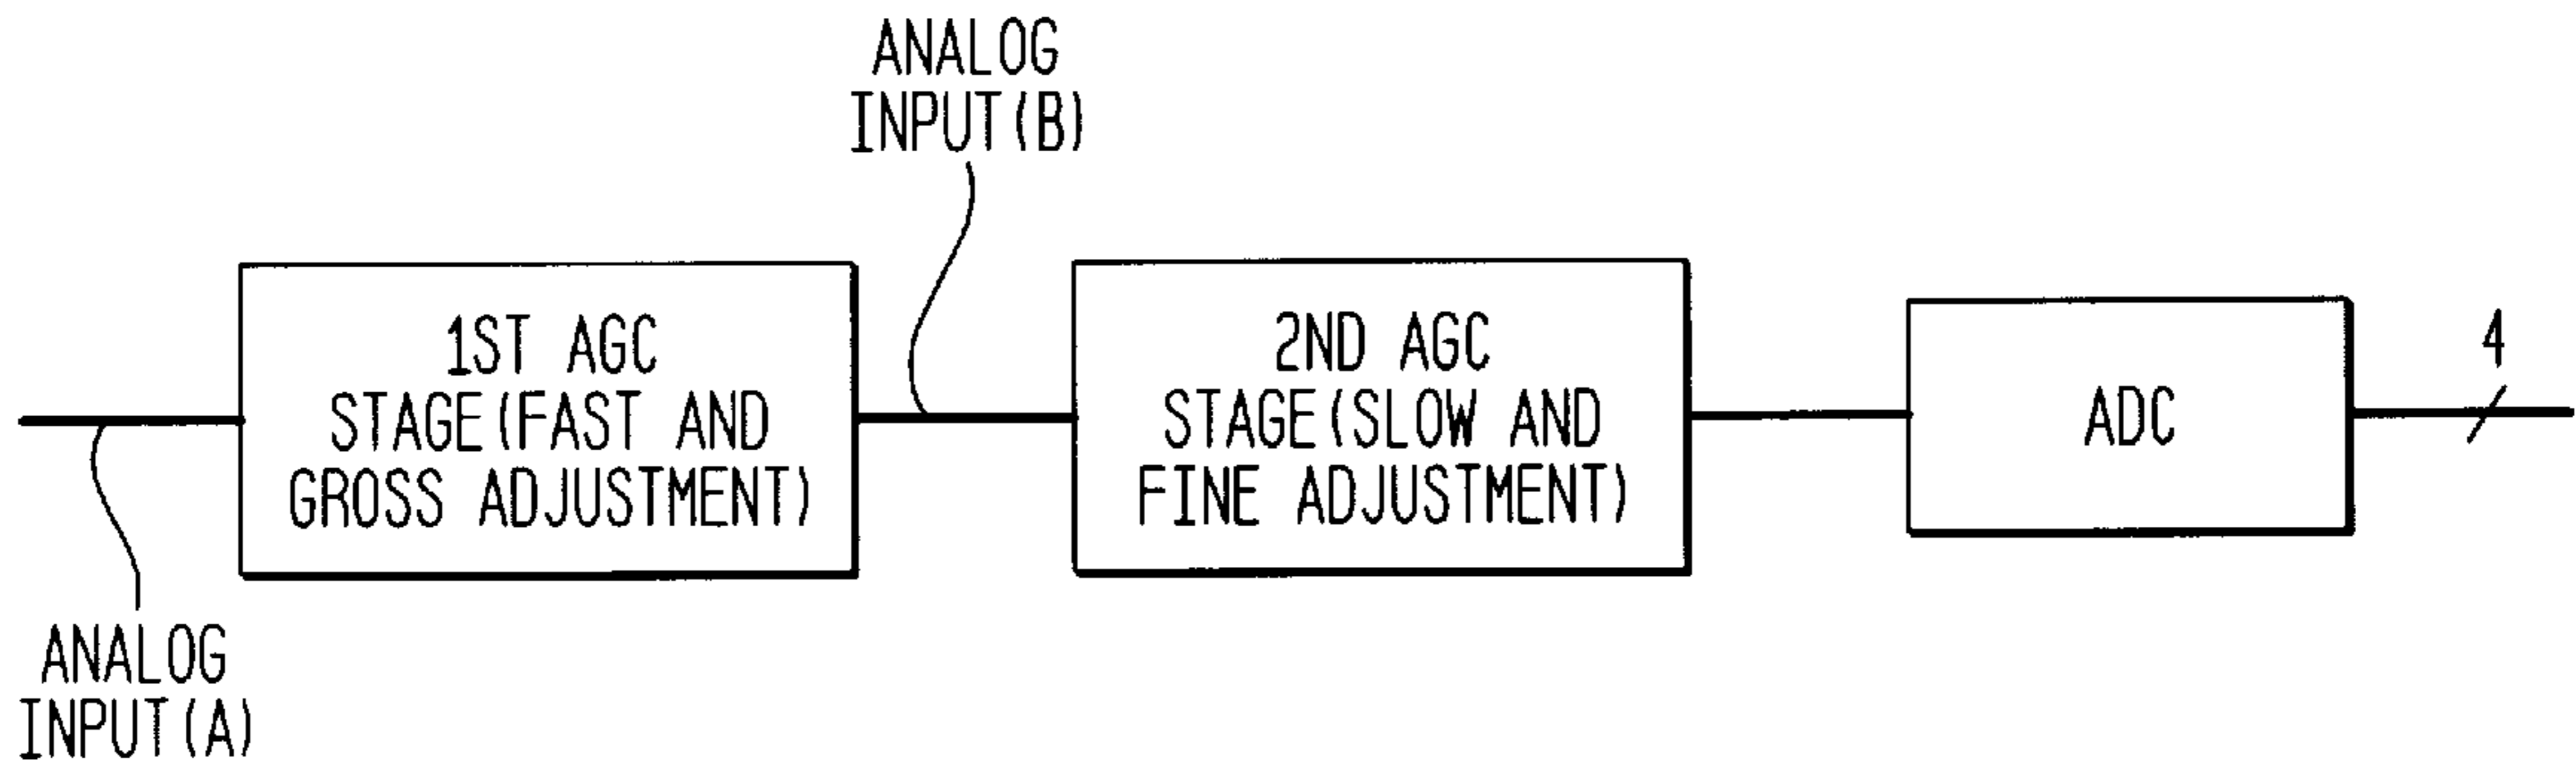 ANALOG
INPUT(B)
1ST AGC
STAGE(FAST AND
GROSS ADJUSTMENT)
2ND AGC
STAGE(SLOW AND
FINE ADJUSTMENT)
ADC
4
ANALOG
INPUT(A)